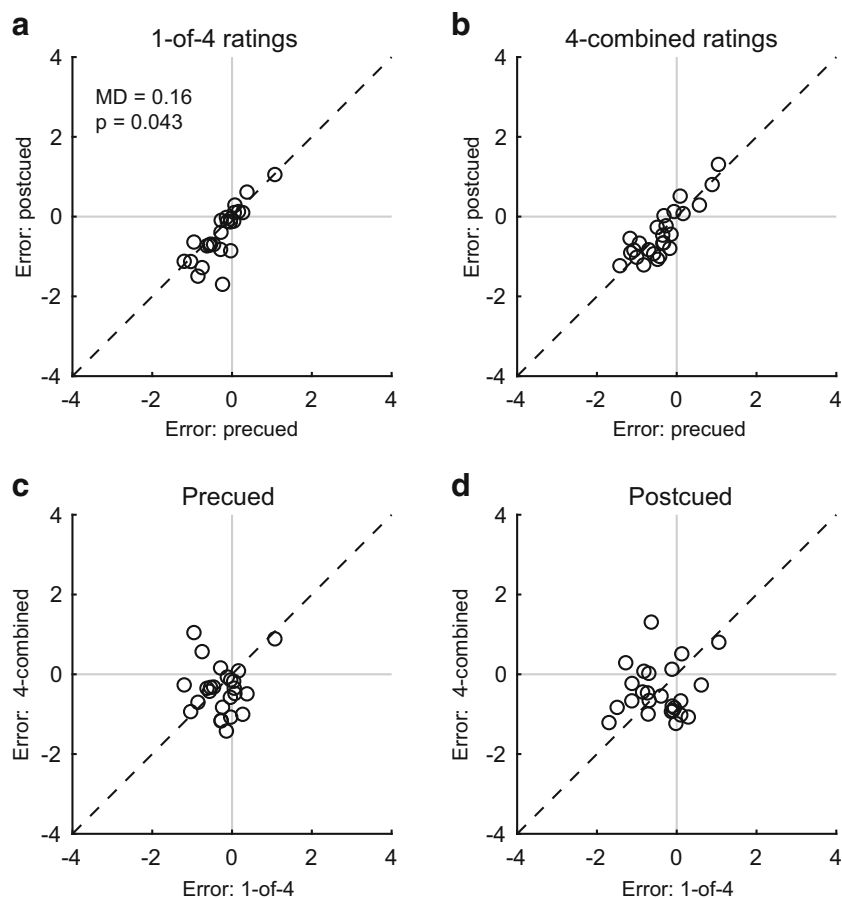 a
1-of-4 ratings
4
2
0
-2
-4
-4 -2 0 2 4
MD = 0.16
p = 0.043
Error: postcued
Error: precued
b
4-combined ratings
4
2
0
-2
-4
-4 -2 0 2 4
Error: postcued
Error: precued
c
Precued
4
2
0
-2
-4
-4 -2 0 2 4
Error: 4-combined
Error: 1-of-4
d
Postcued
4
2
0
-2
-4
-4 -2 0 2 4
Error: 4-combined
Error: 1-of-4